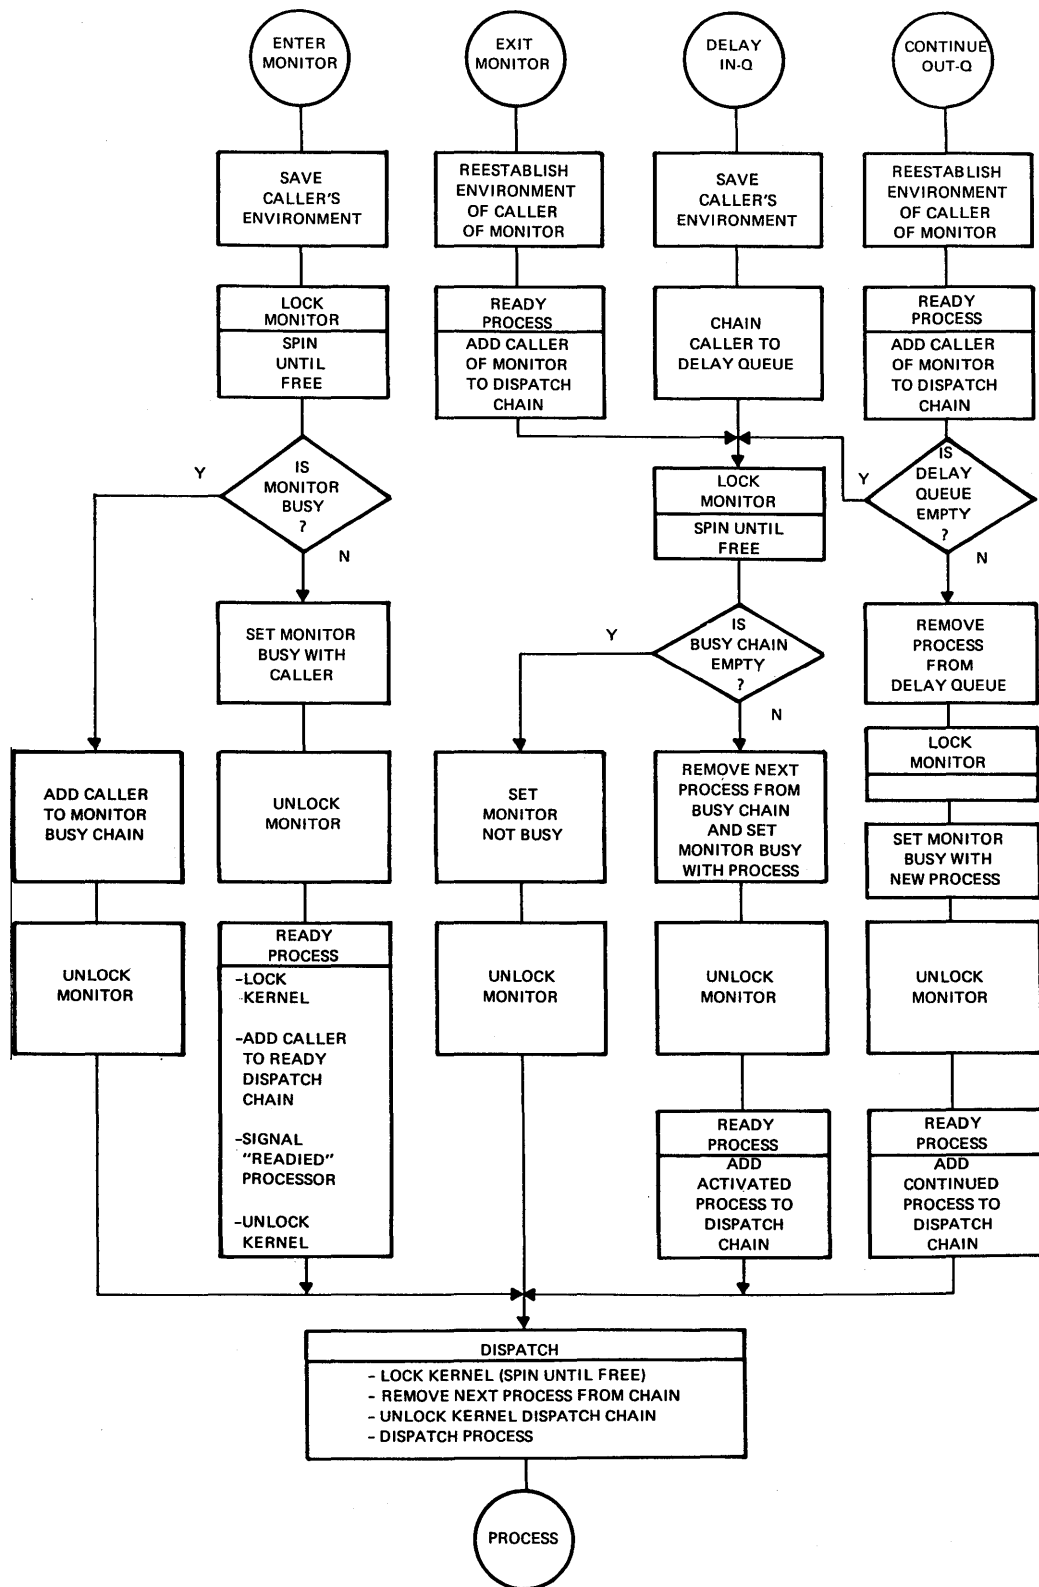 ENTER
MONITOR
EXIT
MONITOR
DELAY
IN-Q
CONTINUE
OUT-Q
SAVE
CALLER'S
ENVIRONMENT
REESTABLISH
ENVIRONMENT
OF CALLER
OF MONITOR
SAVE
CALLER'S
ENVIRONMENT
REESTABLISH
ENVIRONMENT
OF CALLER
OF MONITOR
LOCK
MONITOR
SPIN
UNTIL
FREE
READY
PROCESS
ADD CALLER
OF MONITOR
TO DISPATCH
CHAIN
CHAIN
CALLER TO
DELAY QUEUE
READY
PROCESS
ADD CALLER
OF MONITOR
TO DISPATCH
CHAIN
Y
IS
MONITOR
BUSY
?
N
LOCK
MONITOR
SPIN UNTIL
FREE
Y
IS
DELAY
QUEUE
EMPTY
?
N
SET MONITOR
BUSY WITH
CALLER
Y
IS
BUSY CHAIN
EMPTY
?
N
REMOVE
PROCESS
FROM
DELAY QUEUE
LOCK
MONITOR
ADD CALLER
TO MONITOR
BUSY CHAIN
UNLOCK
MONITOR
SET
MONITOR
NOT BUSY
REMOVE NEXT
PROCESS FROM
BUSY CHAIN
AND SET
MONITOR BUSY
WITH PROCESS
SET MONITOR
BUSY WITH
NEW PROCESS
UNLOCK
MONITOR
READY
PROCESS
-LOCK
KERNEL
-ADD CALLER
TO READY
DISPATCH
CHAIN
-SIGNAL
"READIED"
PROCESSOR
-UNLOCK
KERNEL
UNLOCK
MONITOR
UNLOCK
MONITOR
UNLOCK
MONITOR
READY
PROCESS
ADD
ACTIVATED
PROCESS TO
DISPATCH
CHAIN
READY
PROCESS
ADD
CONTINUED
PROCESS TO
DISPATCH
CHAIN
DISPATCH
- LOCK KERNEL (SPIN UNTIL FREE)
- REMOVE NEXT PROCESS FROM CHAIN
- UNLOCK KERNEL DISPATCH CHAIN
- DISPATCH PROCESS
PROCESS